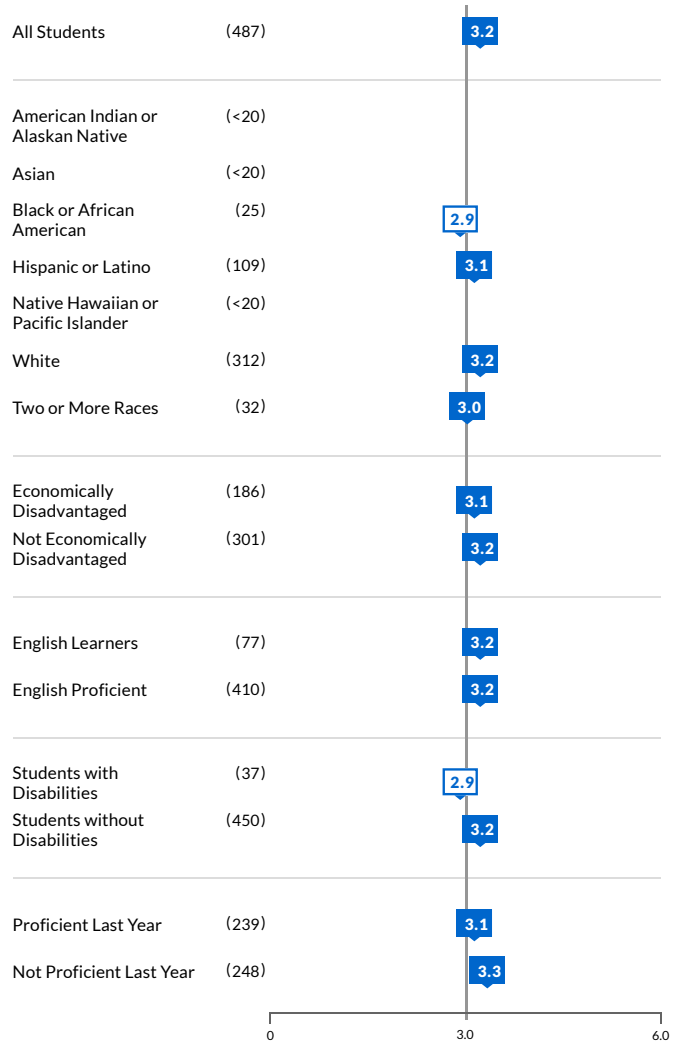 All Students (487) 3.2
American Indian or (<20)
Alaskan Native
Asian (<20)
Black or African (25) 2.9
American
Hispanic or Latino (109) 3.1
Native Hawaiian or (<20)
Pacific Islander
White (312) 3.2
Two or More Races (32) 3.0
Economically (186) 3.1
Disadvantaged
Not Economically (301) 3.2
Disadvantaged
English Learners (77) 3.2
English Proficient (410) 3.2
Students with (37) 2.9
Disabilities
Students without (450) 3.2
Disabilities
Proficient Last Year (239) 3.1
Not Proficient Last Year (248) 3.3
0 3.0 6.0